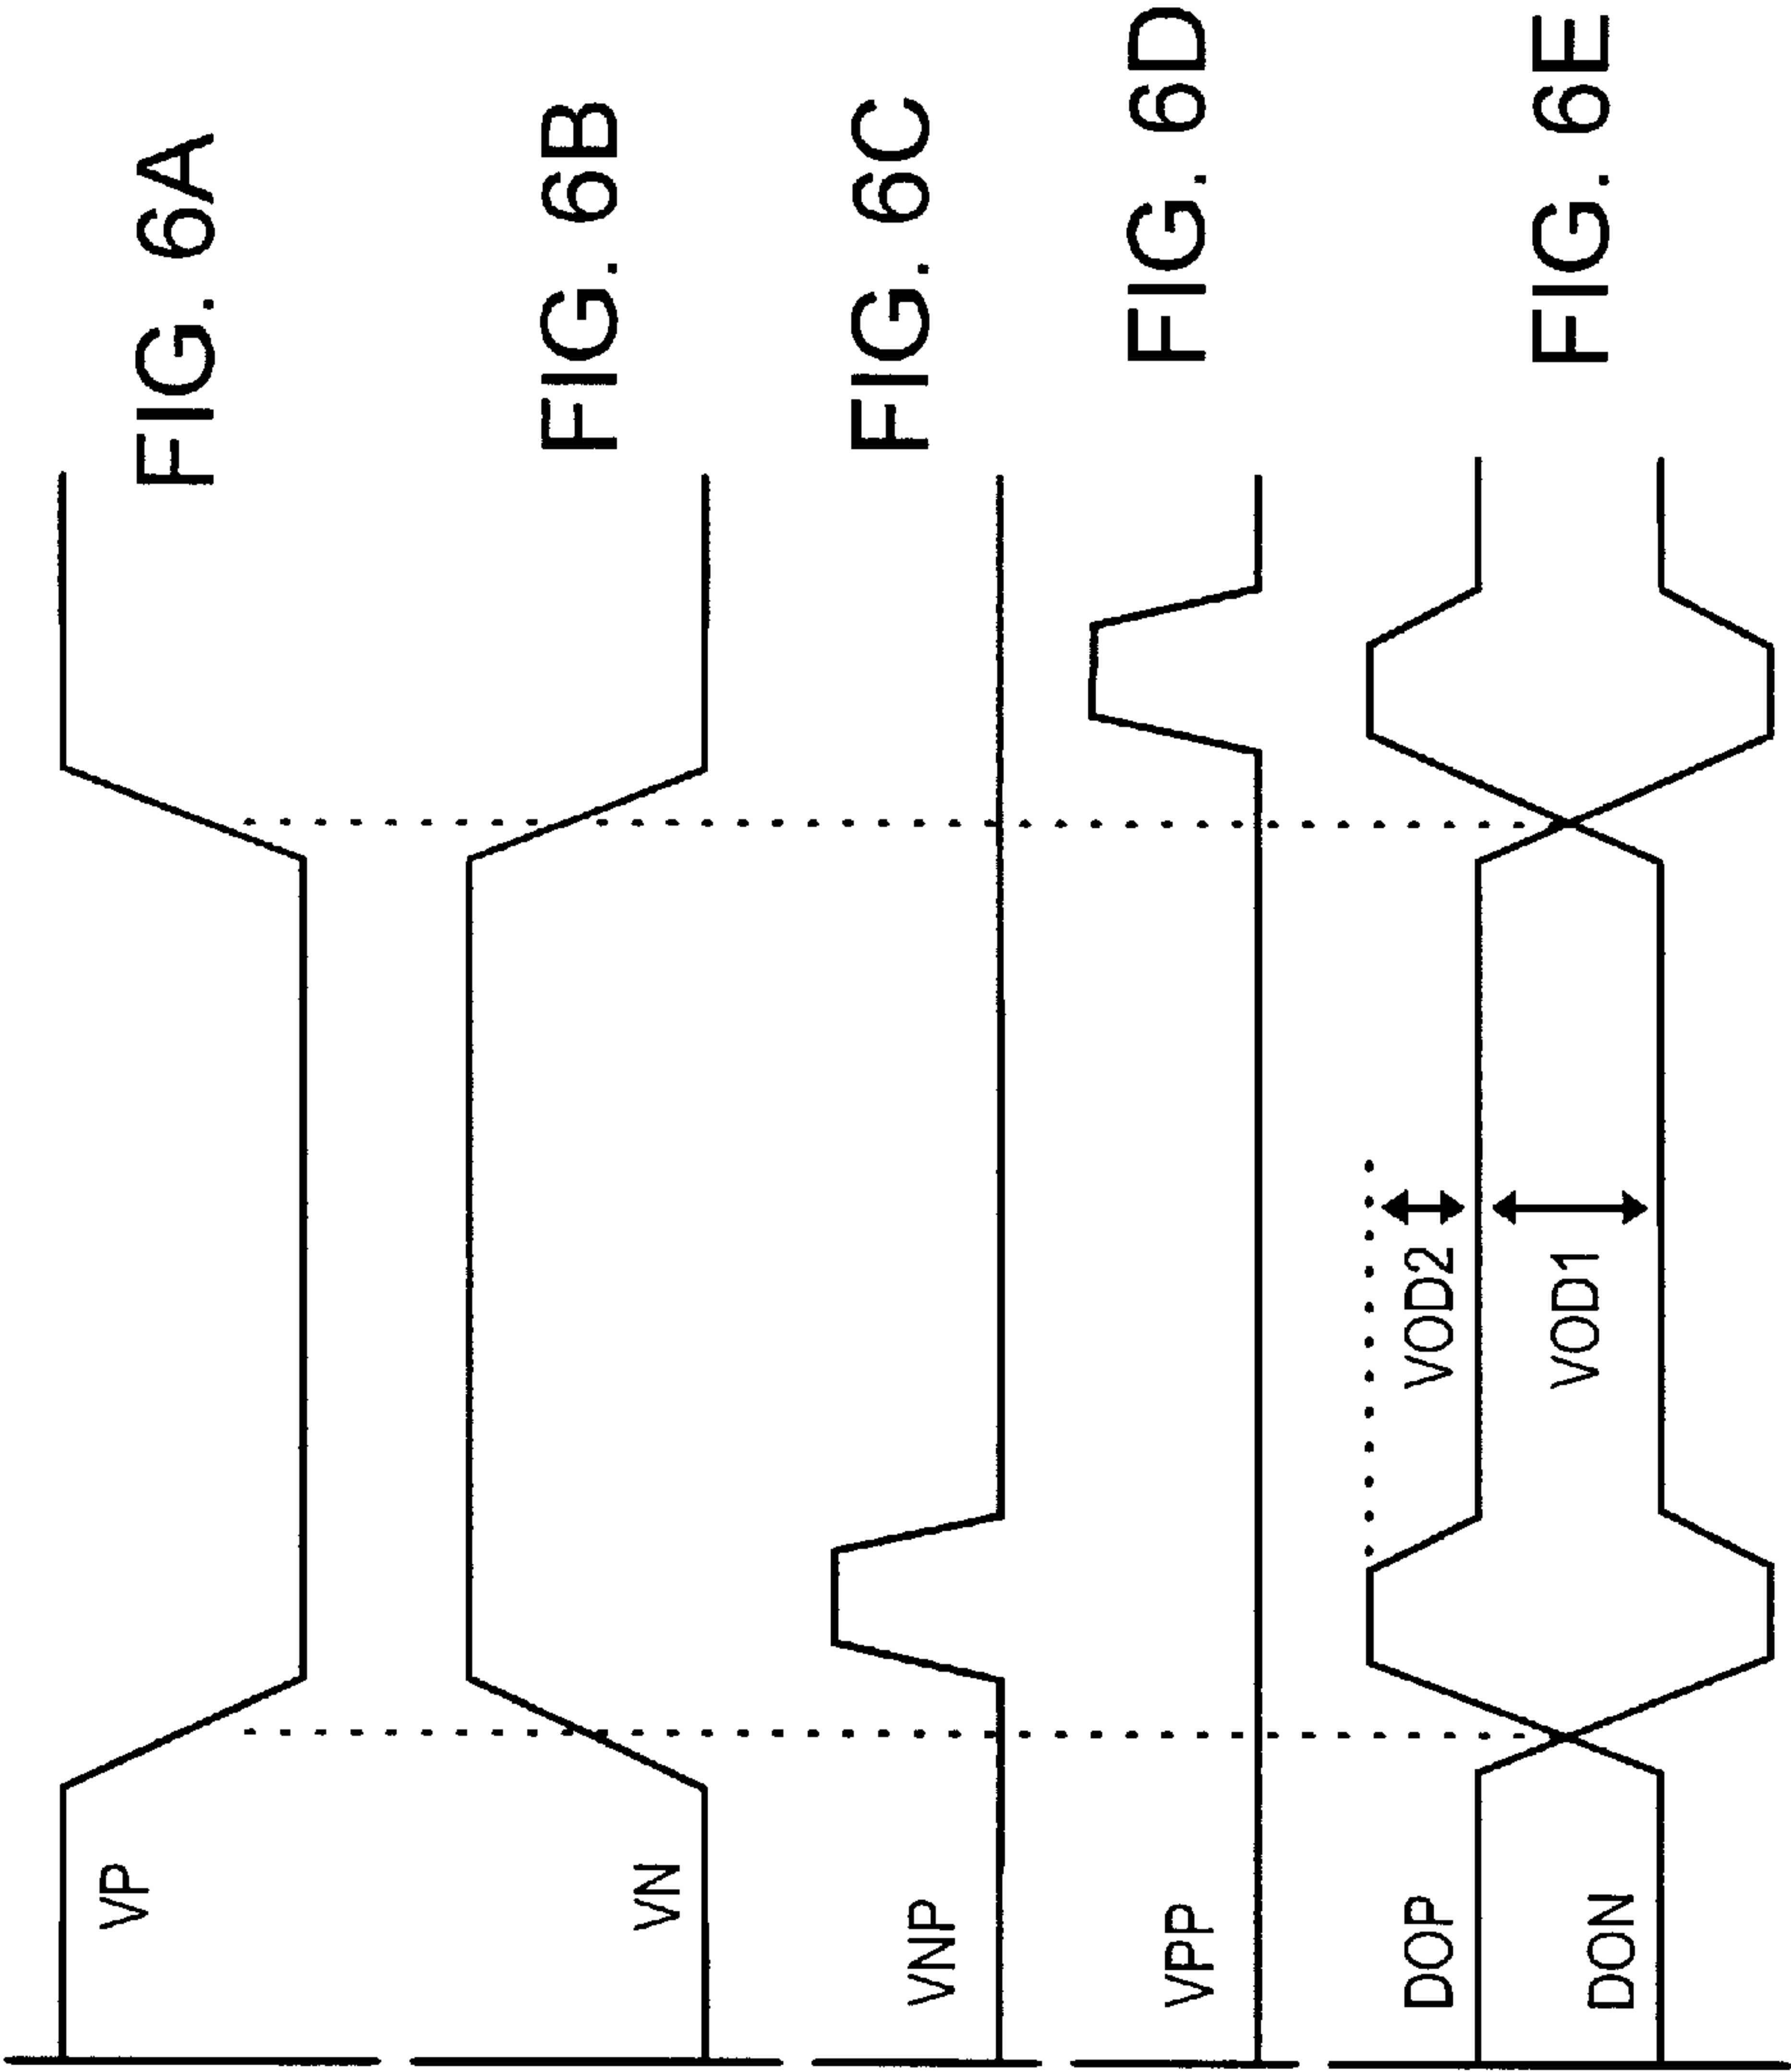 VP
FIG. 6A
VN
FIG. 6B
VNP
FIG. 6C
VPP
FIG. 6D
DOP
VOD2
DON
VOD1
FIG. 6E